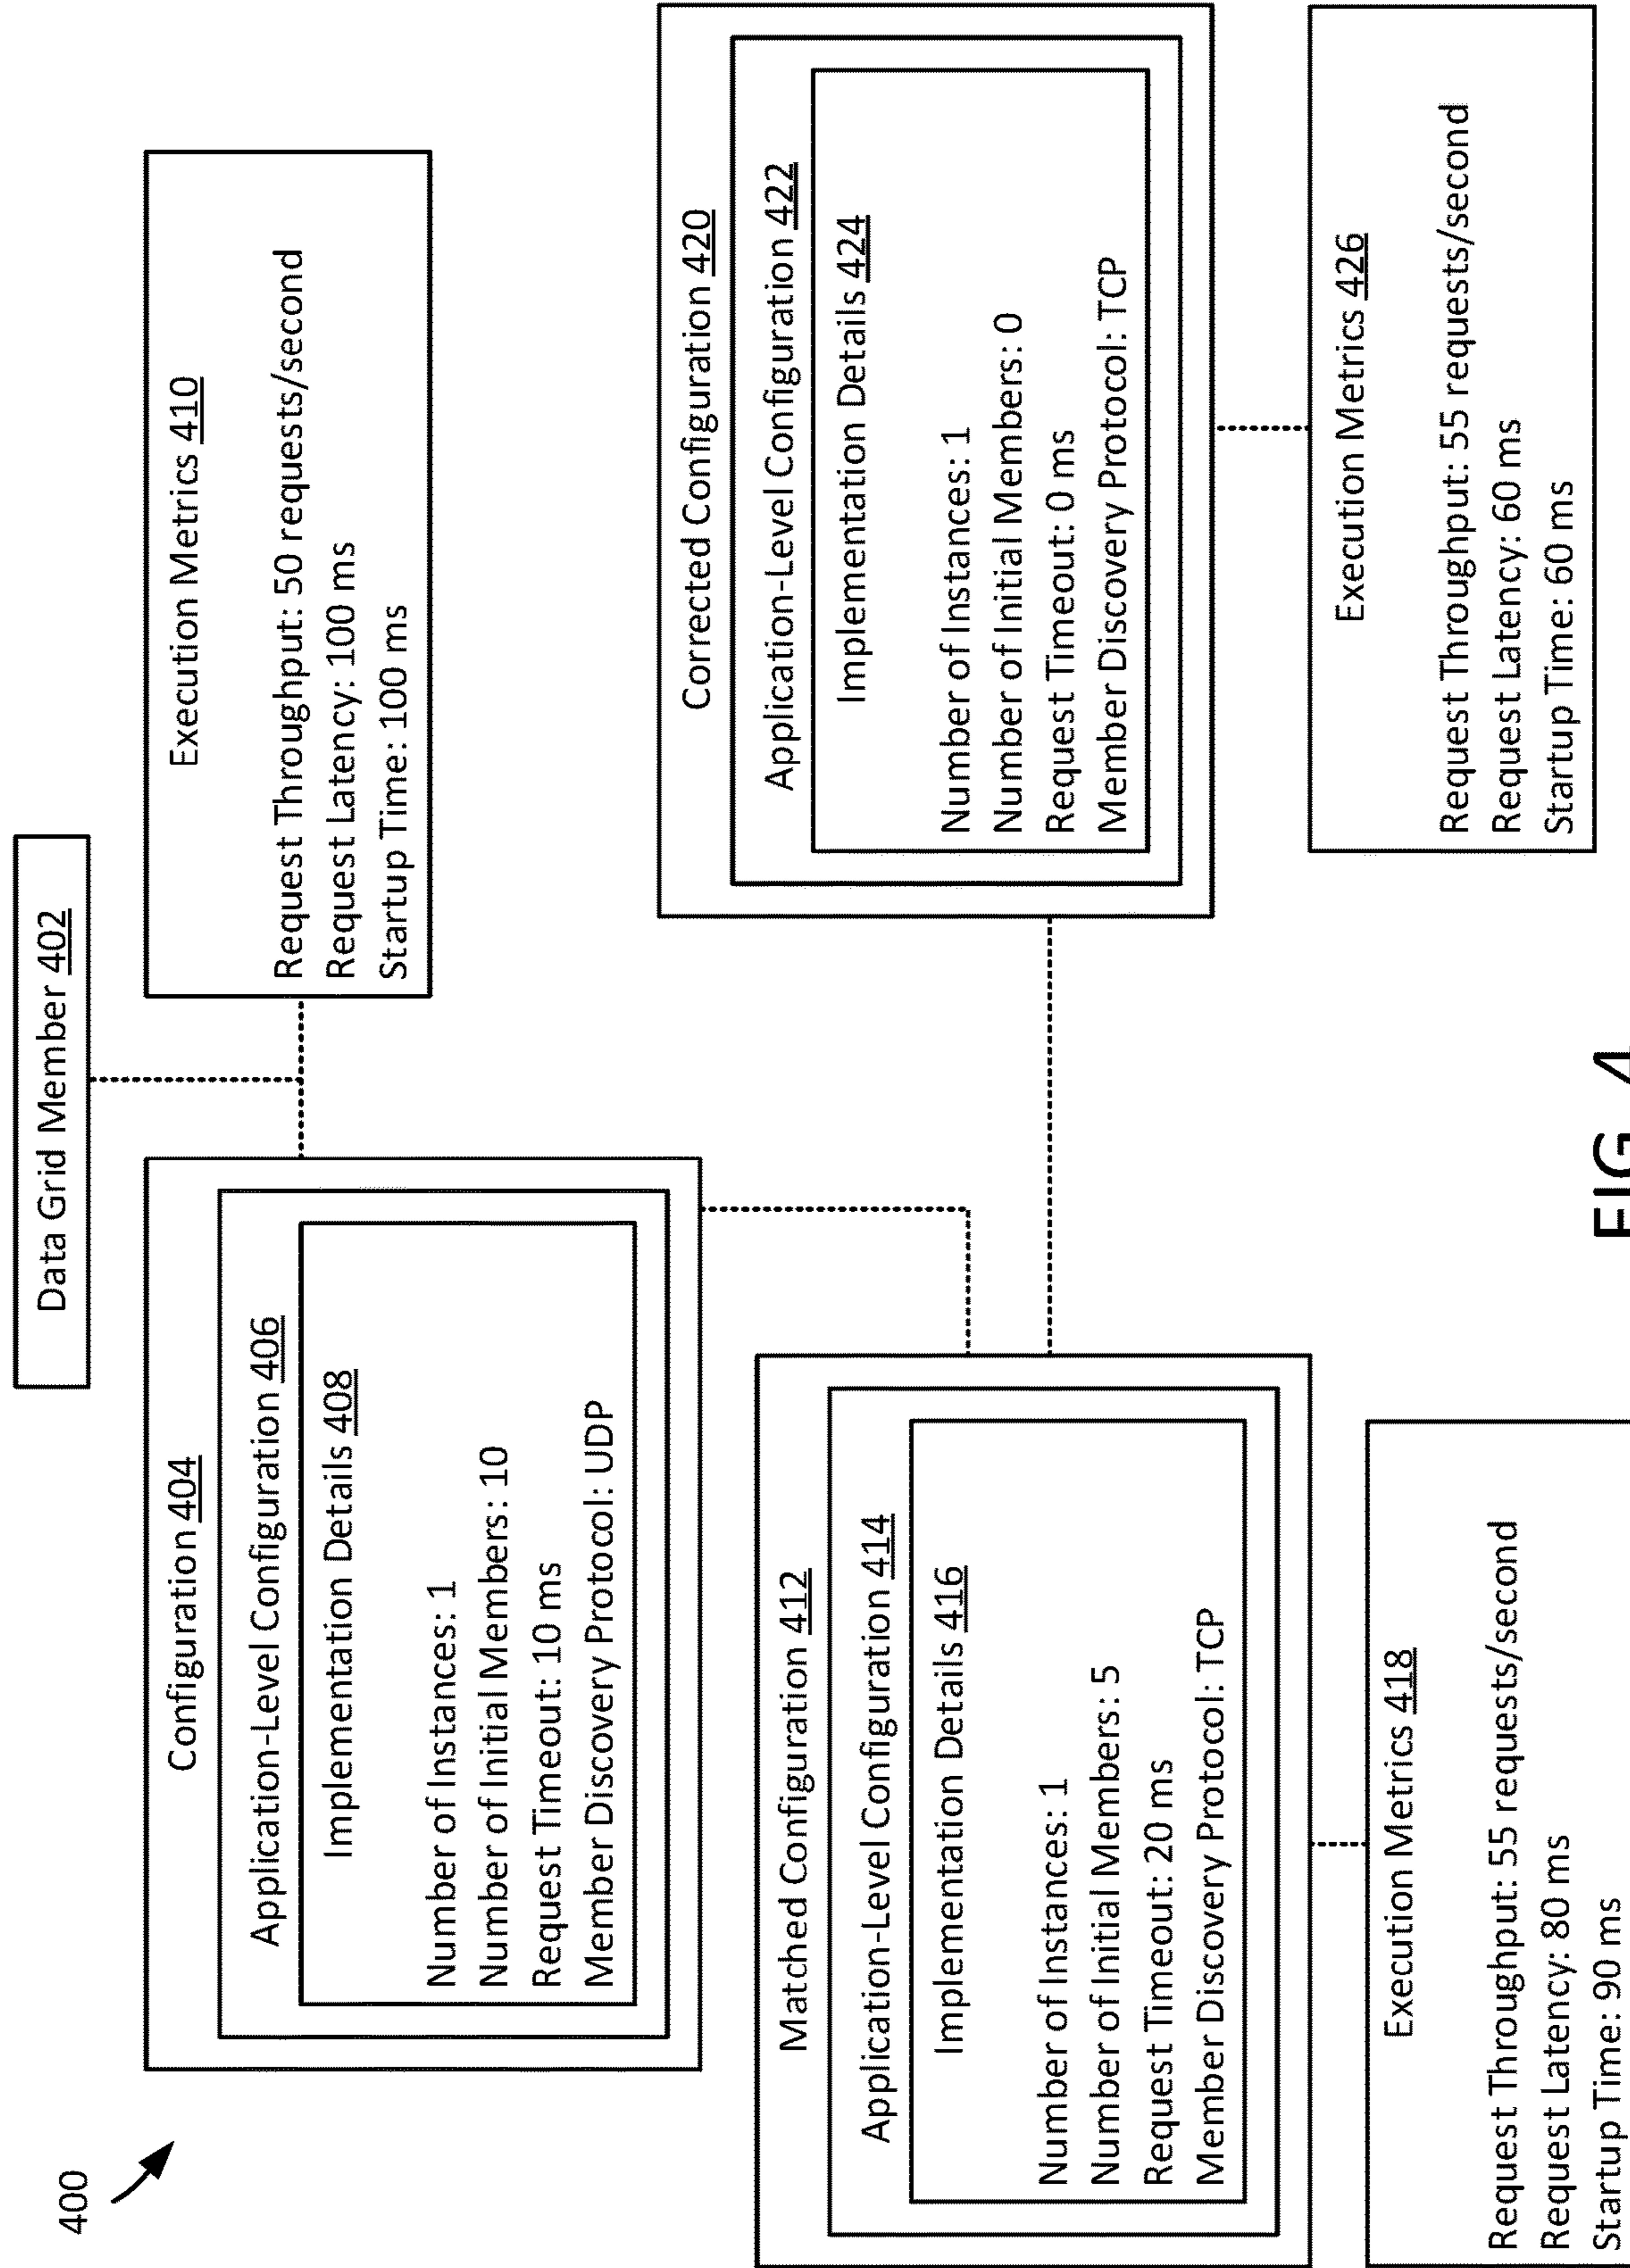 400
Data Grid Member 402
Configuration 404
Application-Level Configuration 406
Implementation Details 408
Number of Instances: 1
Number of Initial Members: 10
Request Timeout: 10 ms
Member Discovery Protocol: UDP
Execution Metrics 410
Request Throughput: 50 requests/second
Request Latency: 100 ms
Startup Time: 100 ms
Matched Configuration 412
Application-Level Configuration 414
Implementation Details 416
Number of Instances: 1
Number of Initial Members: 5
Request Timeout: 20 ms
Member Discovery Protocol: TCP
Execution Metrics 418
Request Throughput: 55 requests/second
Request Latency: 80 ms
Startup Time: 90 ms
Corrected Configuration 420
Application-Level Configuration 422
Implementation Details 424
Number of Instances: 1
Number of Initial Members: 0
Request Timeout: 0 ms
Member Discovery Protocol: TCP
Execution Metrics 426
Request Throughput: 55 requests/second
Request Latency: 60 ms
Startup Time: 60 ms
FIG. 4